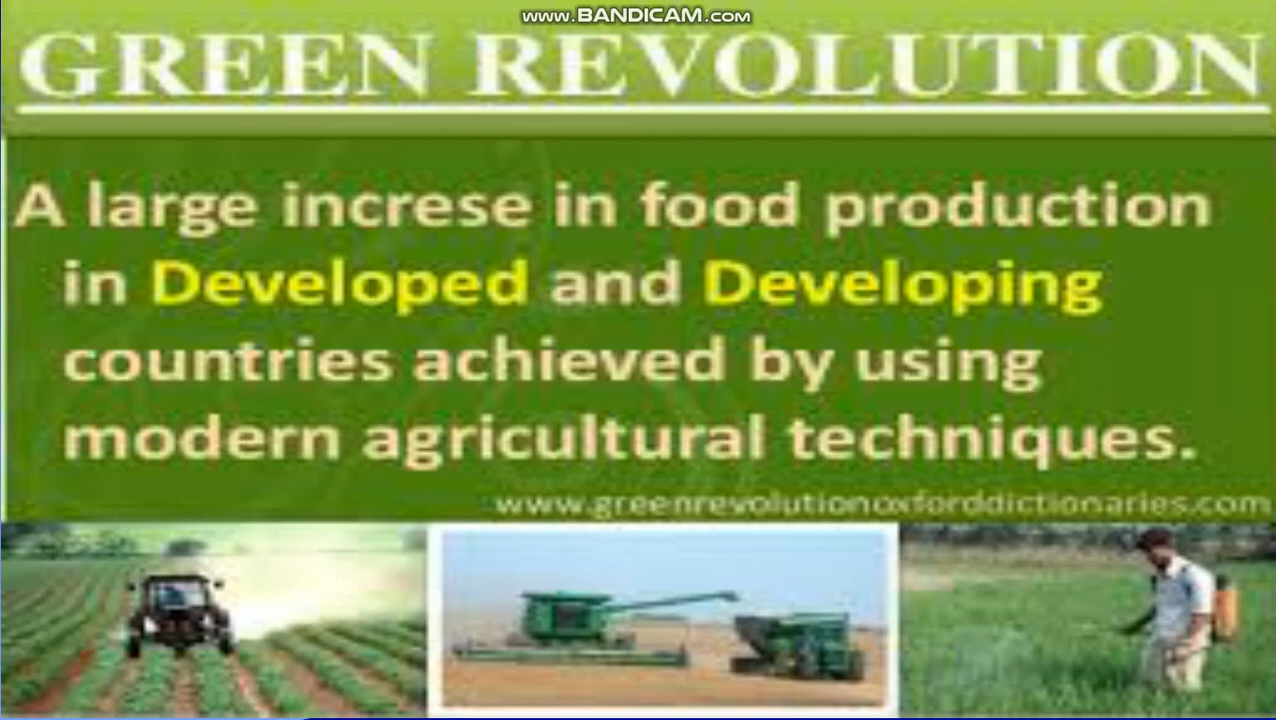 www.BANDICAM.com
GREEN REVOLUTION
A large increse in food production
in Developed and Developing
countries achieved by using
modern agricultural techniques.
www.greenrevolutionoxforddictionaries.com